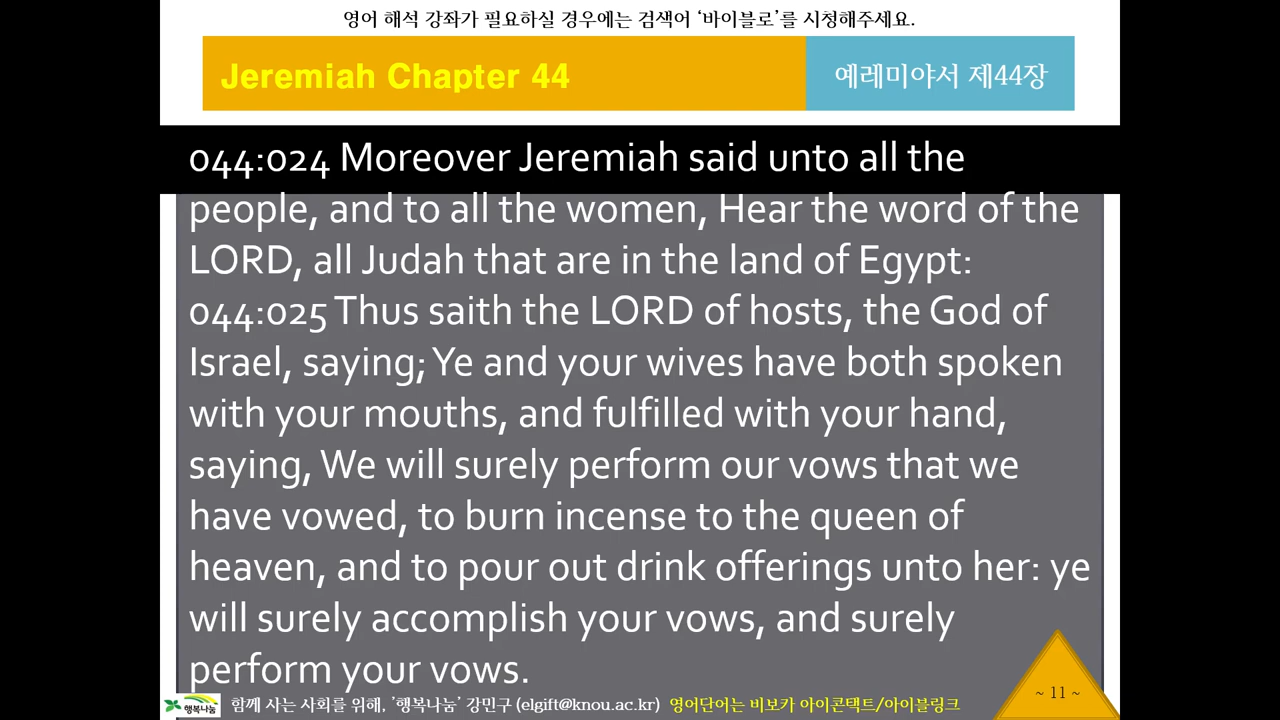 영어 해석 강좌가 필요하실 경우에는 검색어 ‘바이블로’를 시청해주세요.
Jeremiah Chapter 44 예레미야서 제44장
044:024 Moreover Jeremiah said unto all the
people, and to all the women, Hear the word of the
LORD, all Judah that are in the land of Egypt:
044:025 Thus saith the LORD of hosts, the God of
Israel, saying; Ye and your wives have both spoken
with your mouths, and fulfilled with your hand,
saying, We will surely perform our vows that we
have vowed, to burn incense to the queen of
heaven, and to pour out drink offerings unto her: ye
will surely accomplish your vows, and surely
perform your vows.
~ 11 ~
행복나눔 함께 사는 사회를 위해, '행복나눔' 강민구 (elgift@knou.ac.kr) 영어단어는 비보카 아이콘택트/아이블링크